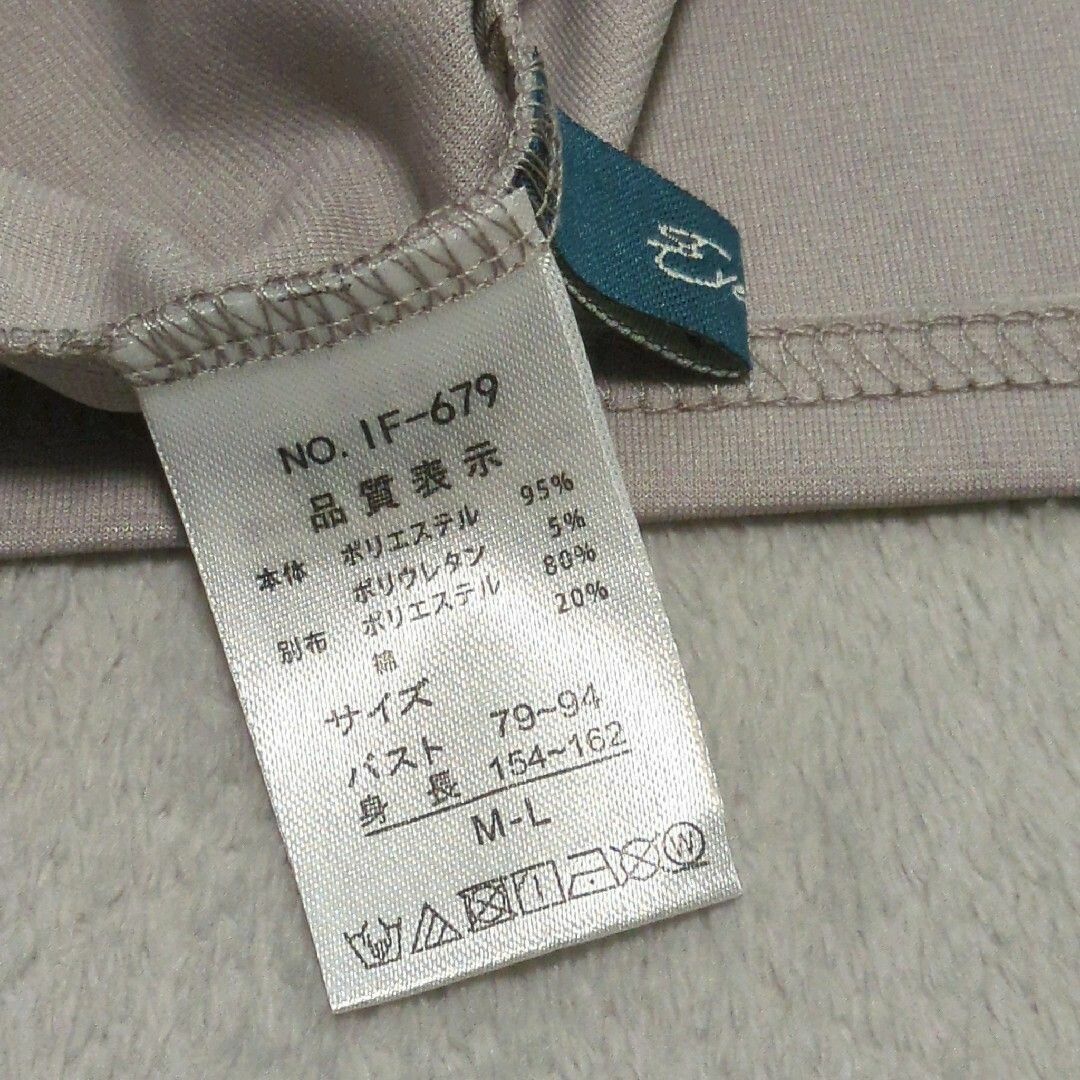 NO. IF-679
品質表示
本体 ポリエステル 95%
ポリウレタン 5%
別布 ポリエステル 80%
綿 20%
サイズ
バスト 79~94
身長 154~162
M-L
W